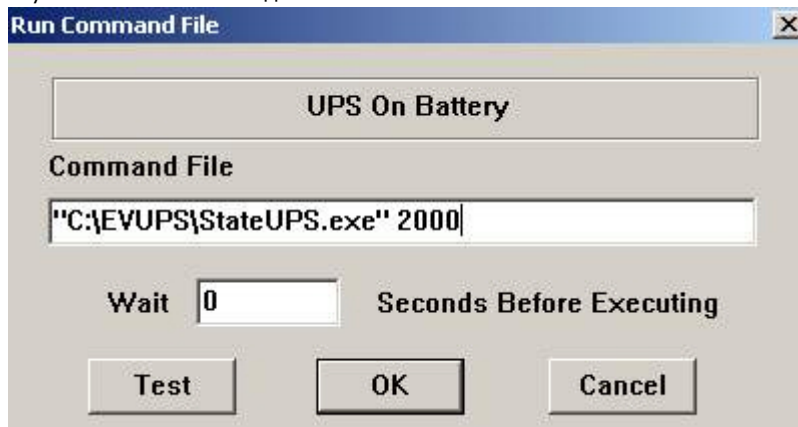 Run Command File
UPS On Battery
Command File
"C:\EVUPS\StateUPS.exe" 2000
Wait 0 Seconds Before Executing
Test OK Cancel